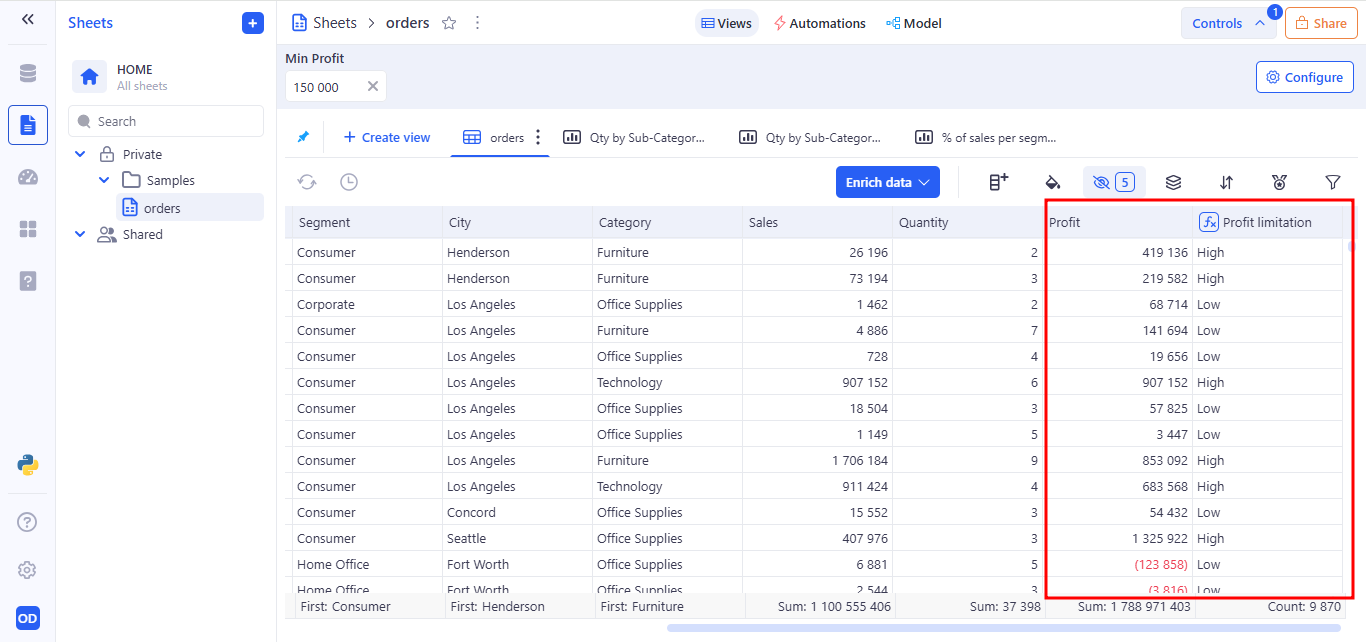 Sheets
Sheets orders
Views Automations Model
Controls 1
Share
HOME
All sheets
Search
Private
Samples
orders
Shared
OD
Min Profit
150 000
Configure
Create view orders Qty by Sub-Categor... Qty by Sub-Categor... % of sales per segm...
Enrich data 5
Segment City Category Sales Quantity Profit fx Profit limitation
Consumer Henderson Furniture 26 196 2 419 136 High
Consumer Henderson Furniture 73 194 3 219 582 High
Corporate Los Angeles Office Supplies 1 462 2 68 714 Low
Consumer Los Angeles Furniture 4 886 7 141 694 Low
Consumer Los Angeles Office Supplies 728 4 19 656 Low
Consumer Los Angeles Technology 907 152 6 907 152 High
Consumer Los Angeles Office Supplies 18 504 3 57 825 Low
Consumer Los Angeles Office Supplies 1 149 5 3 447 Low
Consumer Los Angeles Furniture 1 706 184 9 853 092 High
Consumer Los Angeles Technology 911 424 4 683 568 High
Consumer Concord Office Supplies 15 552 3 54 432 Low
Consumer Seattle Office Supplies 407 976 3 1 325 922 High
Home Office Fort Worth Office Supplies 6 881 5 (123 858) Low
Home Office Fort Worth Office Supplies 2 544 3 (3 816) Low
First: Consumer First: Henderson First: Furniture Sum: 1 100 555 406 Sum: 37 398 Sum: 1 788 971 403 Count: 9 870